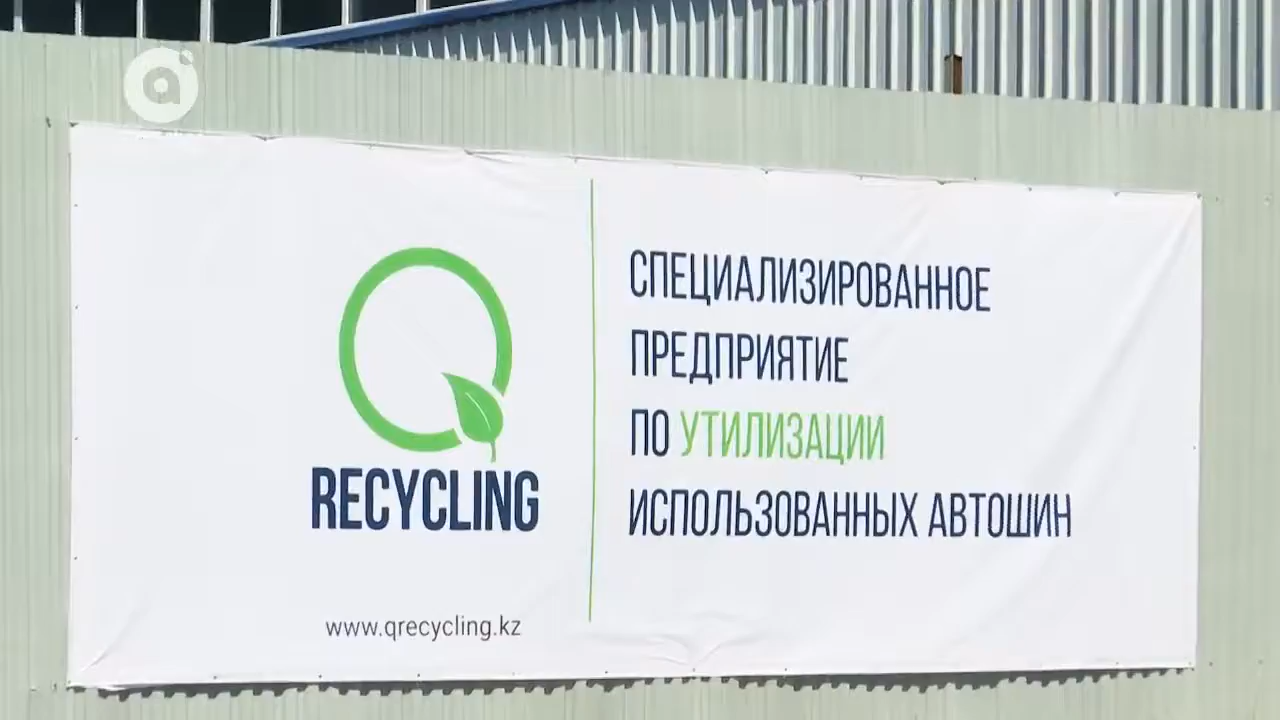 a
Q
RECYCLING
www.qrecycling.kz
СПЕЦИАЛИЗИРОВАННОЕ
ПРЕДПРИЯТИЕ
ПО УТИЛИЗАЦИИ
ИСПОЛЬЗОВАННЫХ АВТОШИН